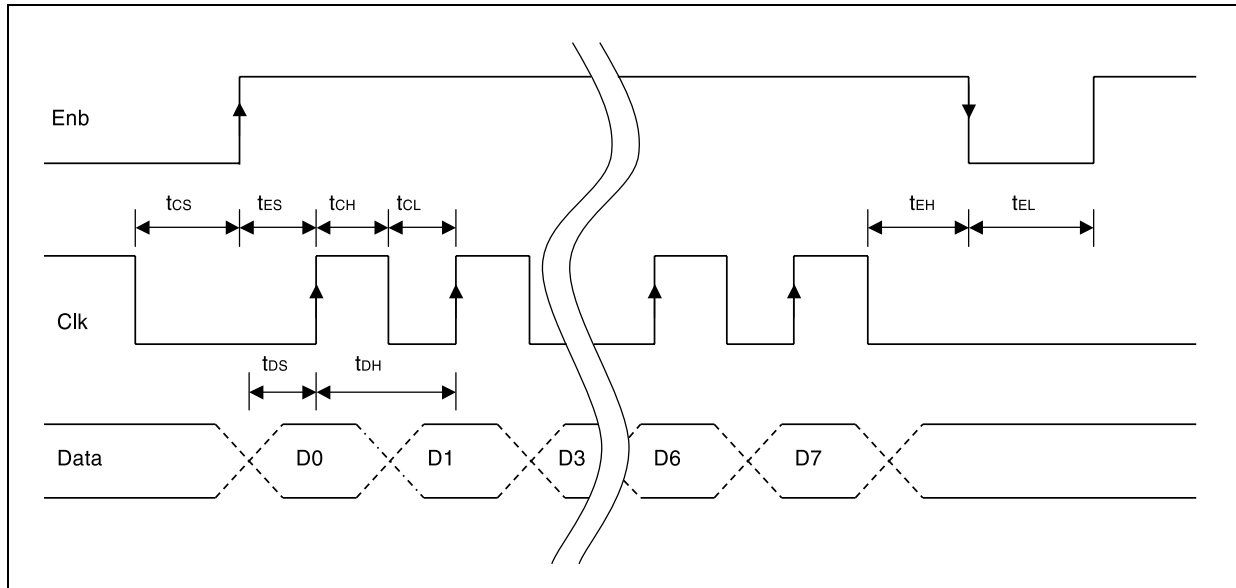 Enb
tCS tES tCH tCL tEH tEL
Clk
tDS tDH
Data D0 D1 D3 D6 D7